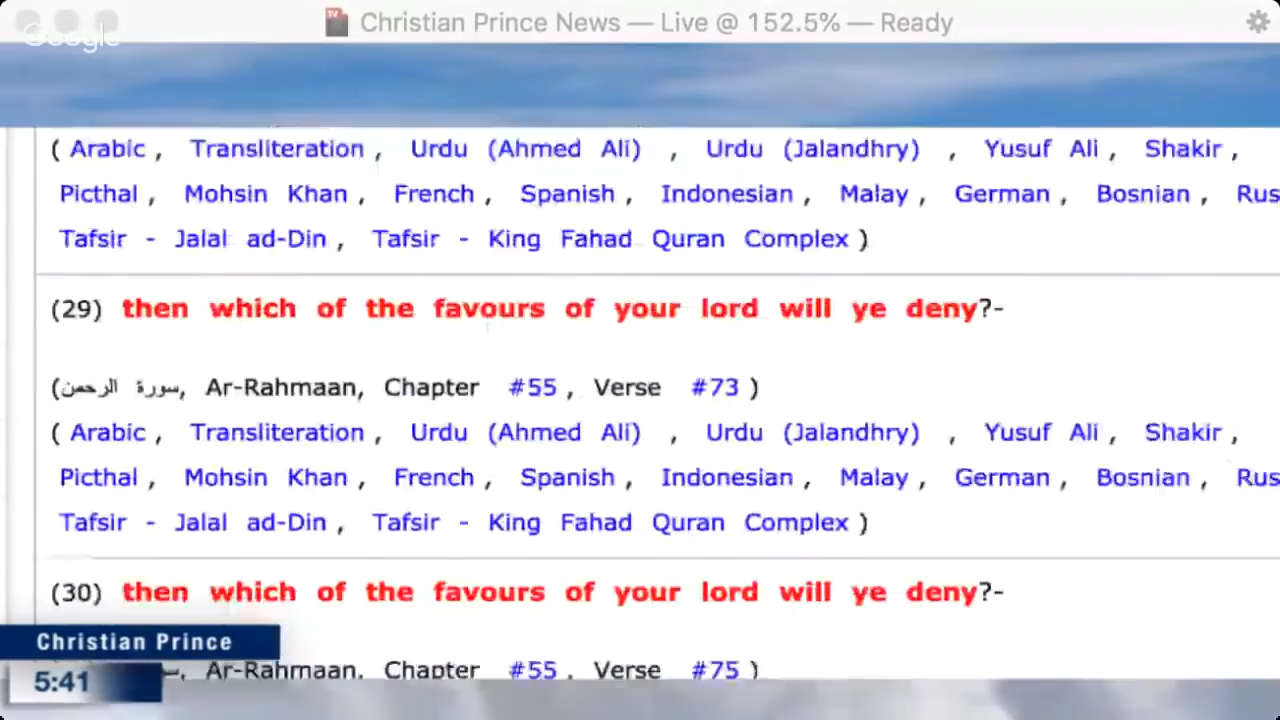 Google
Christian Prince News — Live @ 152.5% — Ready
( Arabic , Transliteration , Urdu (Ahmed Ali) , Urdu (Jalandhry) , Yusuf Ali , Shakir ,
Picthal , Mohsin Khan , French , Spanish , Indonesian , Malay , German , Bosnian , Rus
Tafsir - Jalal ad-Din , Tafsir - King Fahad Quran Complex )
(29) then which of the favours of your lord will ye deny?-
(سورة الرحمن, Ar-Rahmaan, Chapter #55 , Verse #73 )
( Arabic , Transliteration , Urdu (Ahmed Ali) , Urdu (Jalandhry) , Yusuf Ali , Shakir ,
Picthal , Mohsin Khan , French , Spanish , Indonesian , Malay , German , Bosnian , Rus
Tafsir - Jalal ad-Din , Tafsir - King Fahad Quran Complex )
(30) then which of the favours of your lord will ye deny?-
Ar-Rahmaan, Chapter #55 , Verse #75 )
Christian Prince
5:41